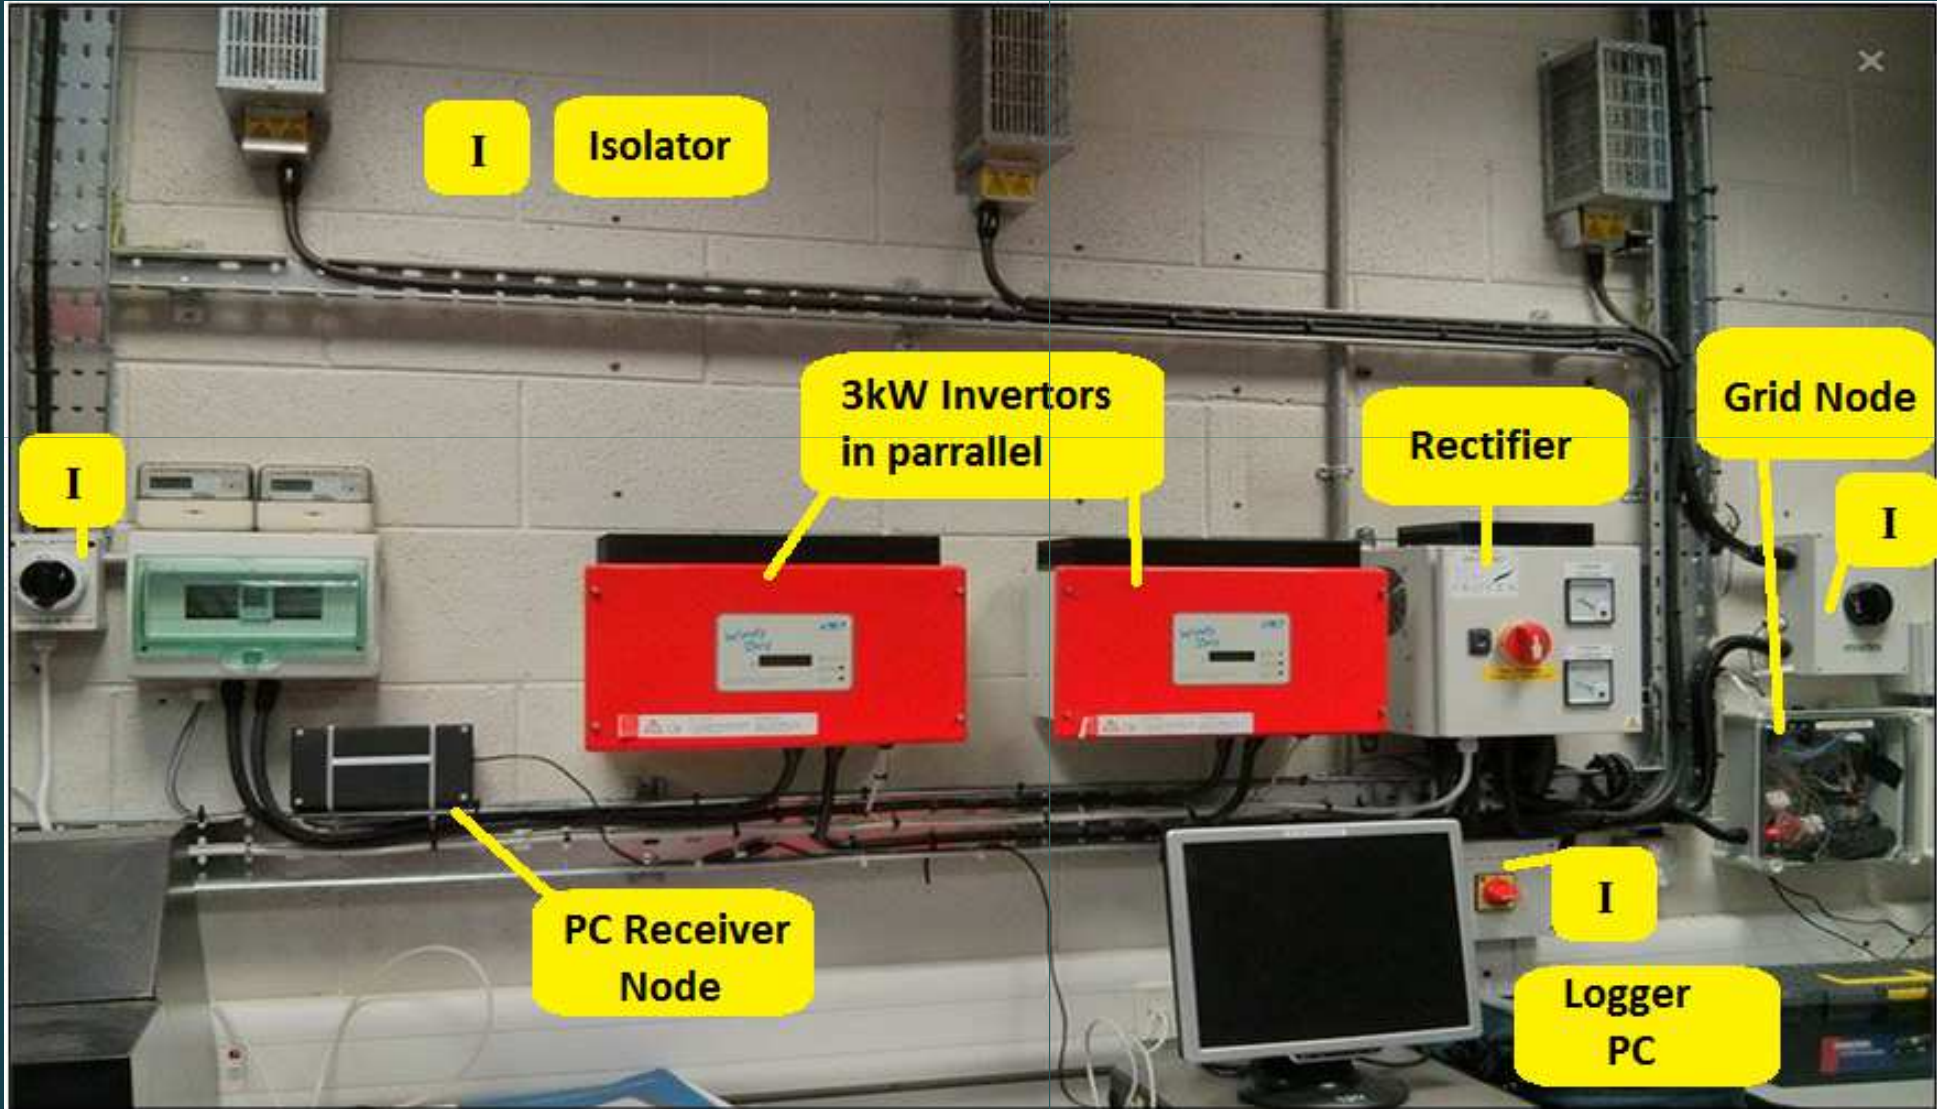 I
Isolator
3kW Invertors
in parrallel
Grid Node
Rectifier
I
I
PC Receiver
Node
I
Logger
PC